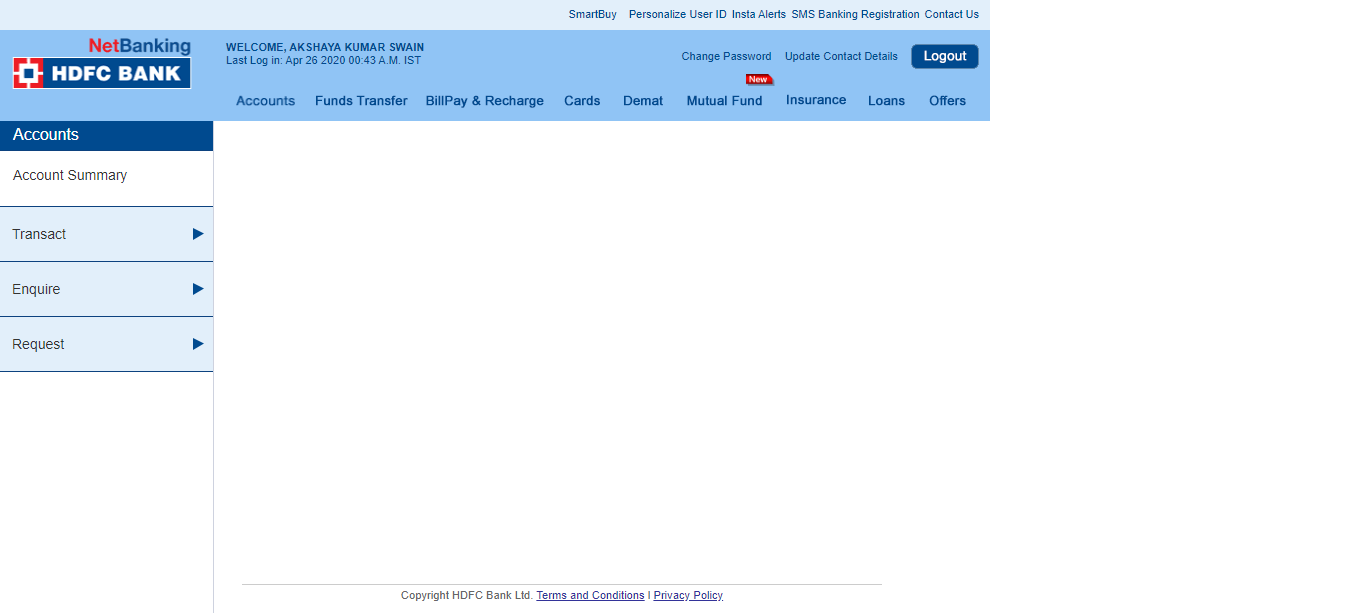 SmartBuy Personalize User ID Insta Alerts SMS Banking Registration Contact Us
NetBanking
HDFC BANK
WELCOME, AKSHAYA KUMAR SWAIN
Last Log in: Apr 26 2020 00:43 A.M. IST
Change Password Update Contact Details Logout
New
Accounts Funds Transfer BillPay & Recharge Cards Demat Mutual Fund Insurance Loans Offers
Accounts
Account Summary
Transact
Enquire
Request
Copyright HDFC Bank Ltd. Terms and Conditions I Privacy Policy